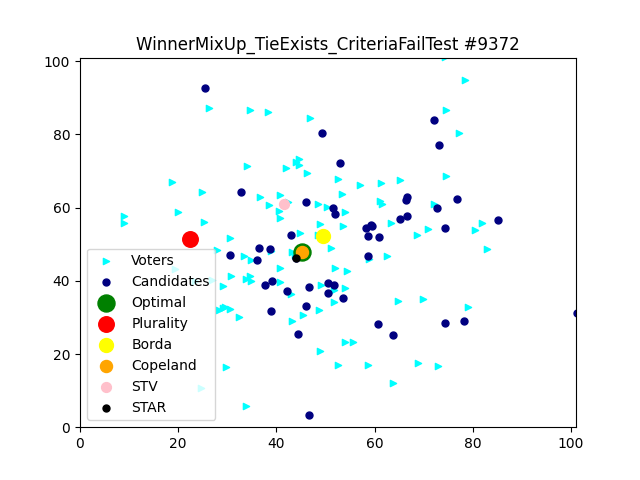 WinnerMixUp_TieExists_CriteriaFailTest #9372
100
80
60
40
20
0
0 20 40 60 80 100
Voters
Candidates
Optimal
Plurality
Borda
Copeland
STV
STAR